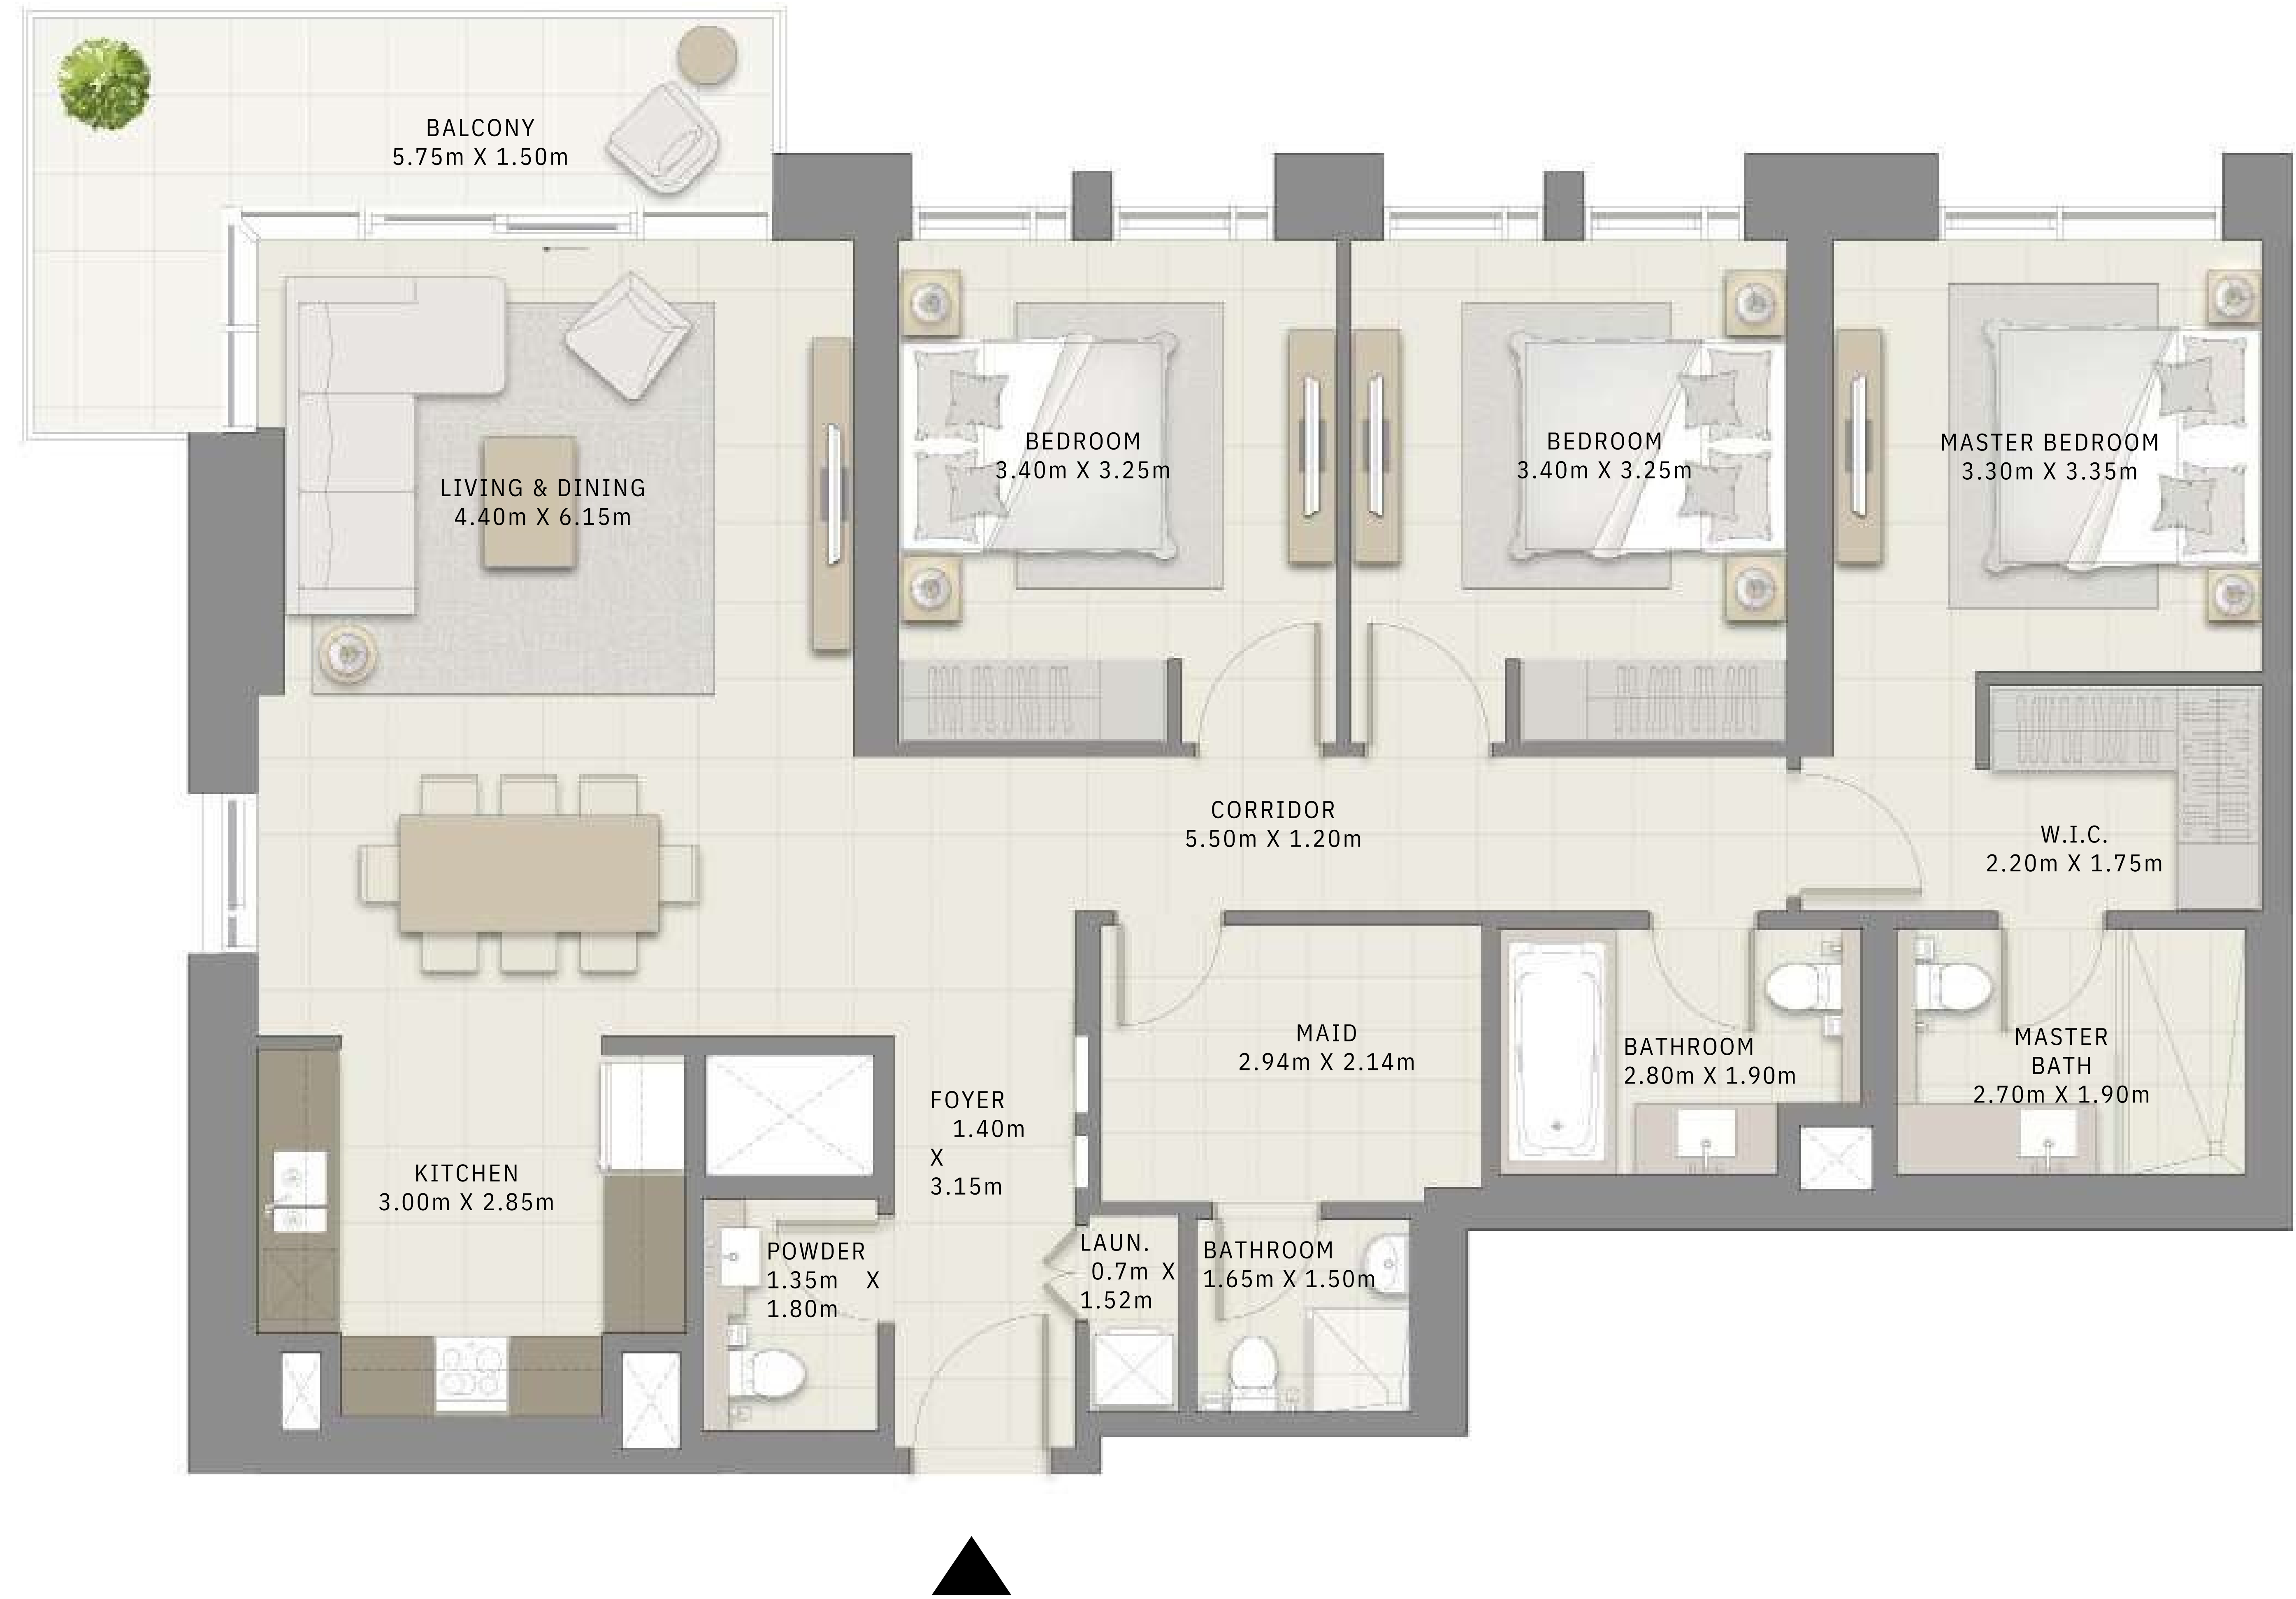 BALCONY
5.75m X 1.50m
LIVING & DINING
4.40m X 6.15m
BEDROOM
3.40m X 3.25m
BEDROOM
3.40m X 3.25m
MASTER BEDROOM
3.30m X 3.35m
CORRIDOR
5.50m X 1.20m
W.I.C.
2.20m X 1.75m
MAID
2.94m X 2.14m
BATHROOM
2.80m X 1.90m
MASTER
BATH
2.70m X 1.90m
FOYER
1.40m
X
3.15m
KITCHEN
3.00m X 2.85m
POWDER
1.35m X
1.80m
LAUN.
0.7m X
1.52m
BATHROOM
1.65m X 1.50m